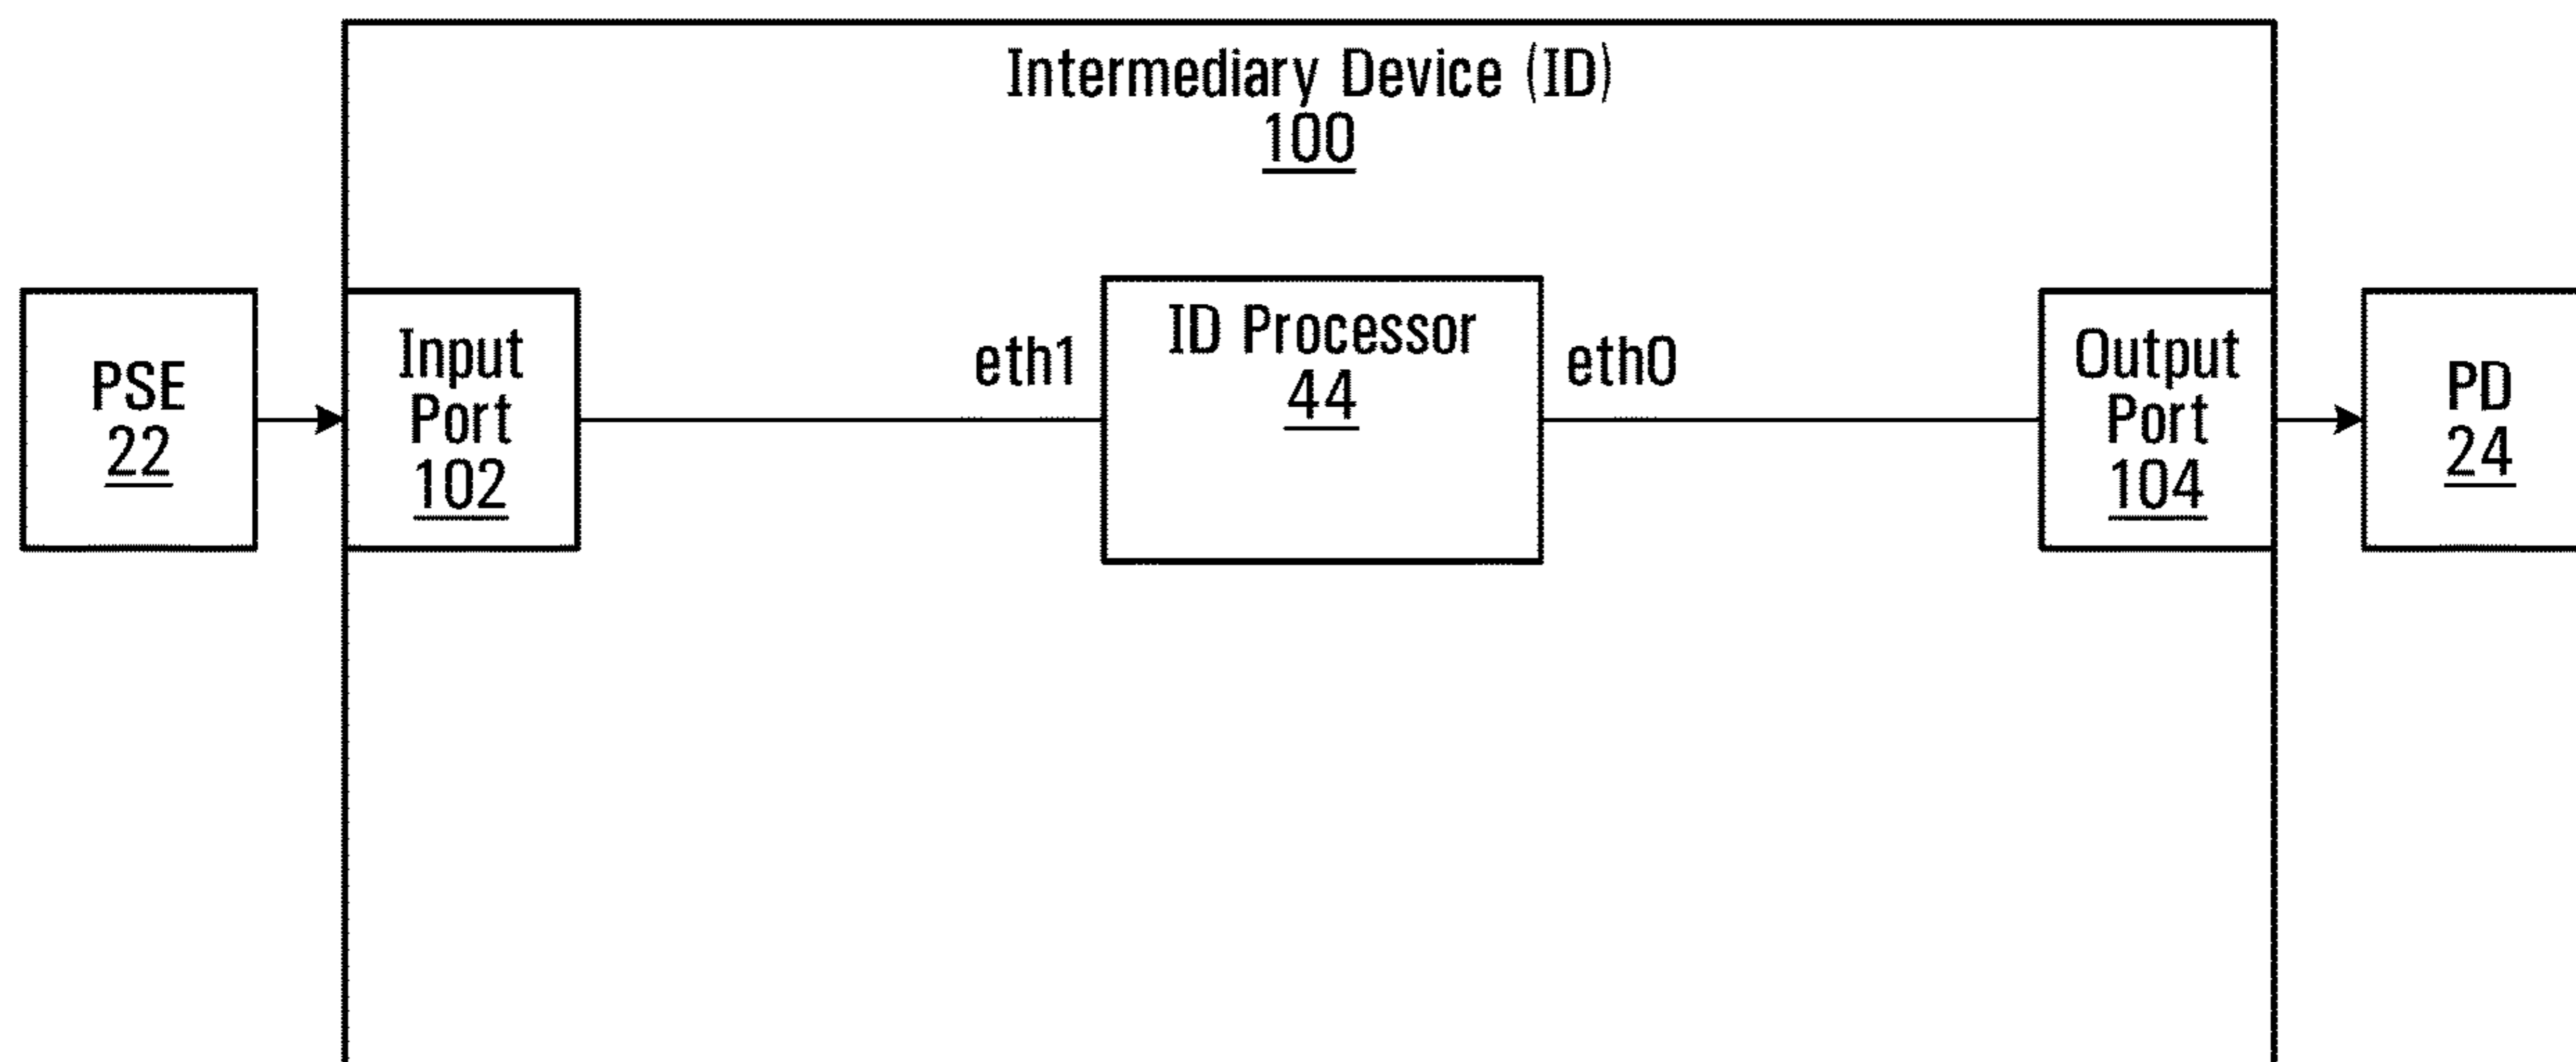 Intermediary Device (ID)
100
PSE
22
Input
Port
102
eth1
ID Processor
44
eth0
Output
Port
104
PD
24